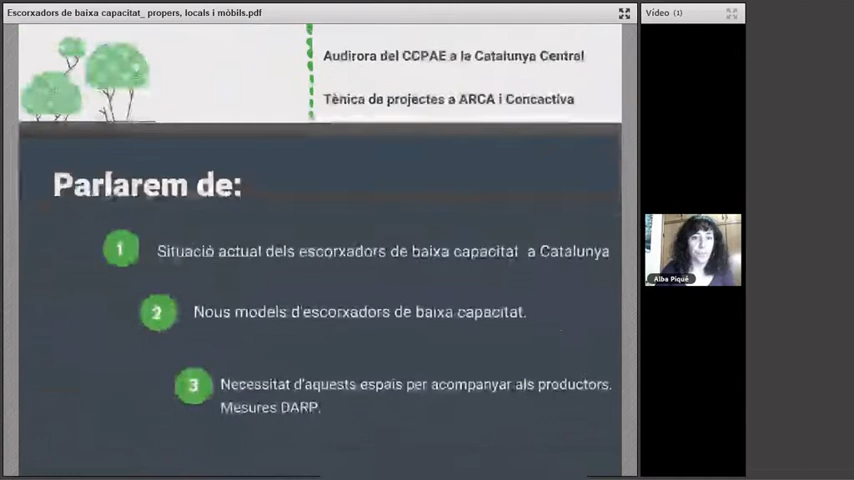 Escorxadors de baixa capacitat_ propers, locals i mòbils.pdf
Vídeo (1)
Audirora del CCPAE a la Catalunya Central
Tènica de projectes a ARCA i Concactiva
Parlarem de:
1 Situació actual dels escorxadors de baixa capacitat a Catalunya
2 Nous models d'escorxadors de baixa capacitat.
3 Necessitat d'aquests espais per acompanyar als productors.
Mesures DARP.
Alba Piqué